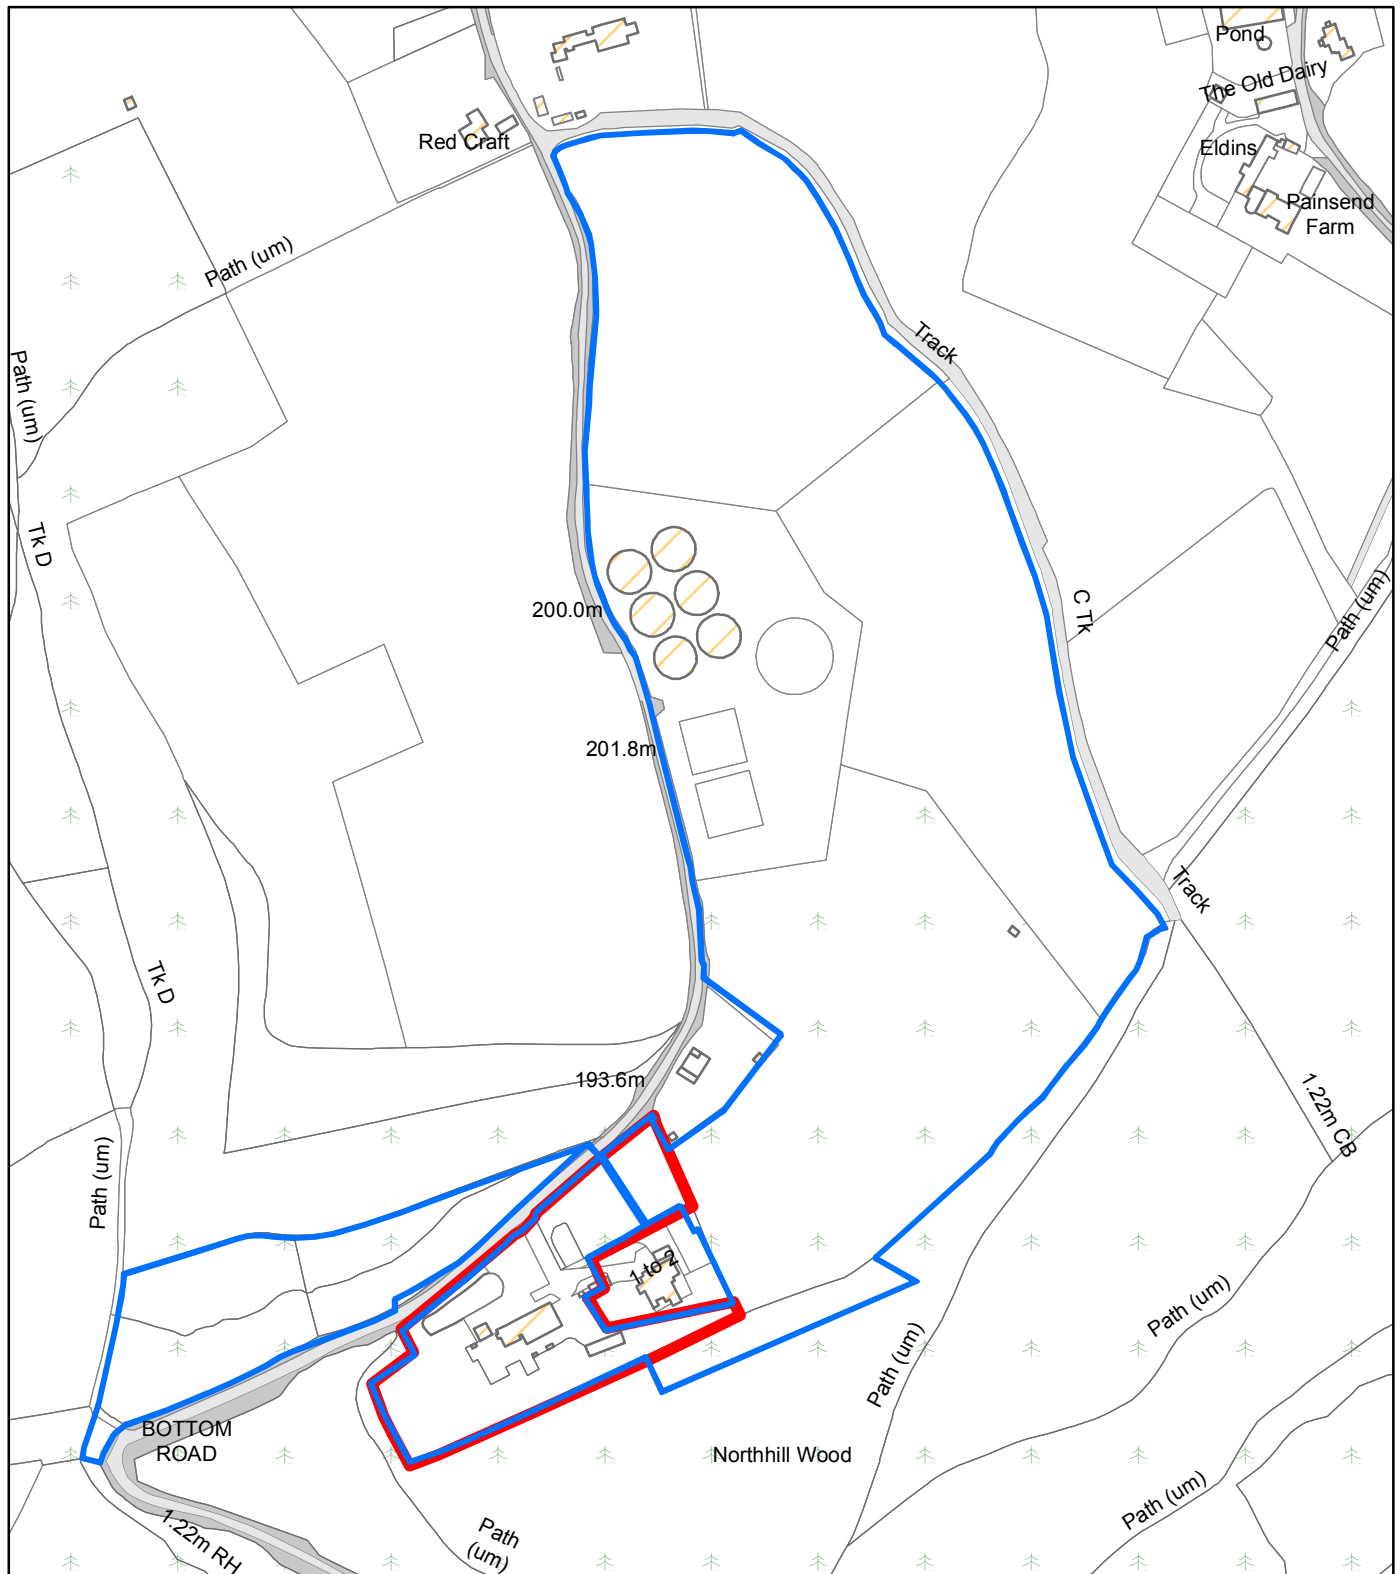 Pond
The Old Dairy
Red Craft
Eldins
Painsend
Farm
Path (um)
Track
Path (um)
Tk D
C Tk
Path (um)
200.0m
201.8m
Track
Tk D
193.6m
1.22m CB
Path (um)
1 to 2
Path (um)
Path (um)
BOTTOM
ROAD
Northhill Wood
Path (um)
1.22m RH
Path
(um)